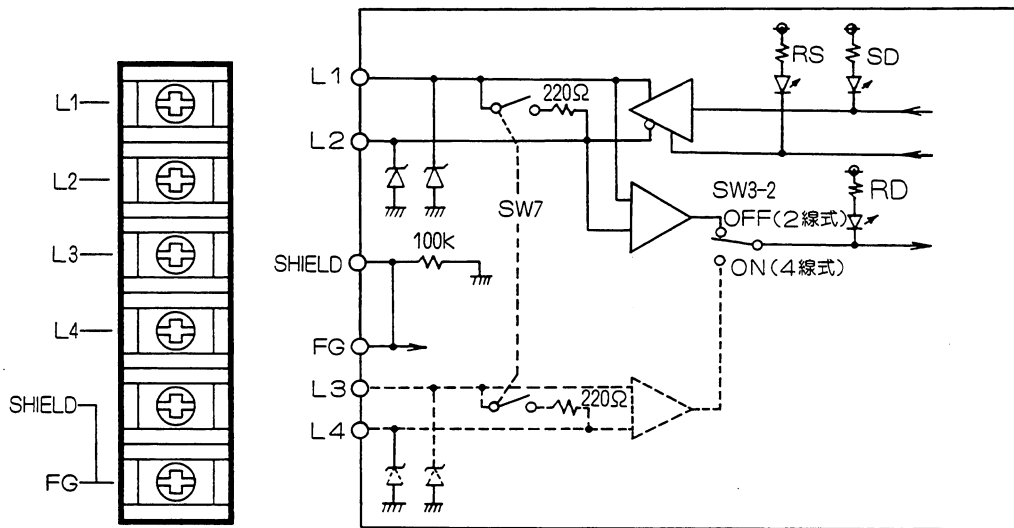 L1
L2
L3
L4
SHIELD
FG
L1
L2
SHIELD
FG
L3
L4
220Ω
SW7
100k
220Ω
RS
SD
SW3-2
OFF(2線式)
ON(4線式)
RD